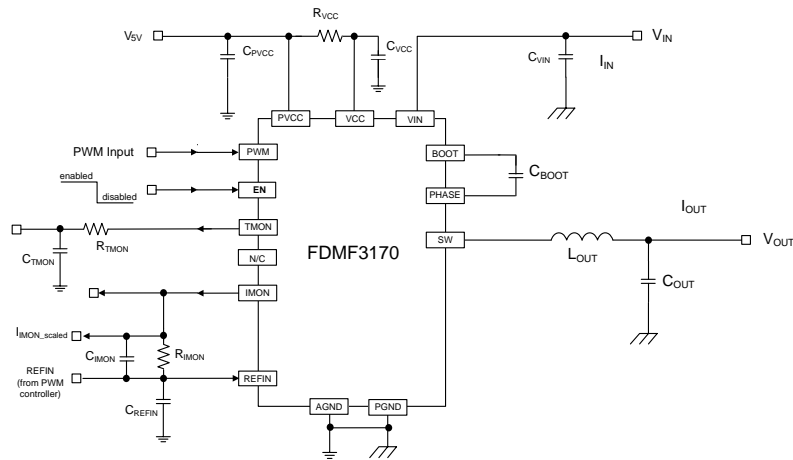 V5V
CPVCC
RVCC
CVCC
CVIN
IIN
VIN
PVCC
VCC
VIN
PWM Input
PWM
enabled
disabled
EN
BOOT
CBOOT
PHASE
TMON
RTMON
CTMON
N/C
FDMF3170
SW
LOUT
IOUT
VOUT
COUT
IMON
IIMON_scaled
CIMON
RIMON
REFIN
(from PWM
controller)
REFIN
CREFIN
AGND
PGND